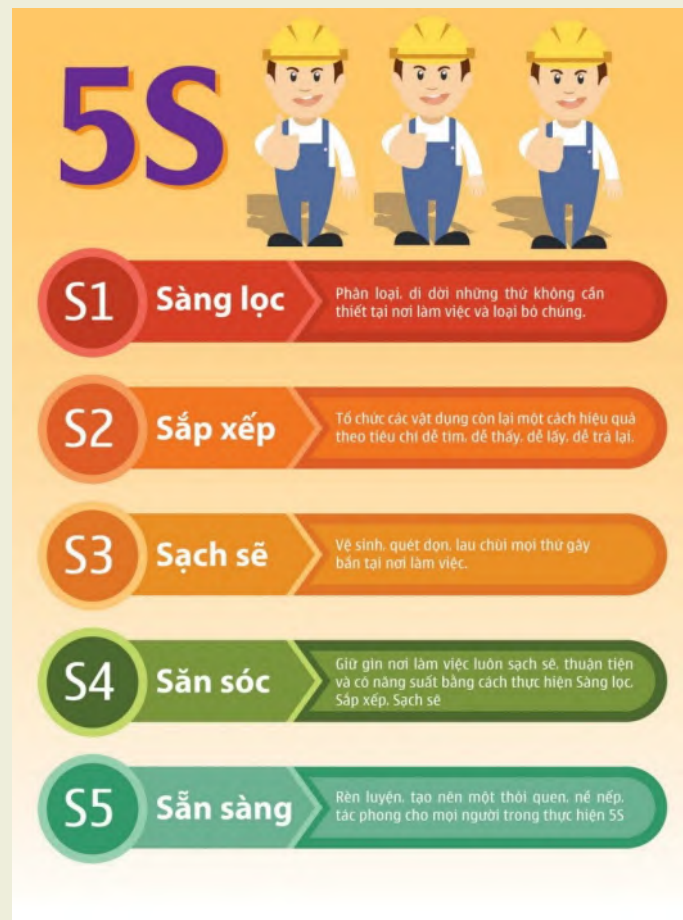 5S
S1
Sàng lọc
Phân loại, di dời những thứ không cần
thiết tại nơi làm việc và loại bỏ chúng.
S2
Sắp xếp
Tổ chức các vật dụng còn lại một cách hiệu quả
theo tiêu chí dễ tìm, dễ thấy, dễ lấy, dễ trả lại.
S3
Sạch sẽ
Vệ sinh, quét dọn, lau chùi mọi thứ gây
bẩn tại nơi làm việc.
S4
Săn sóc
Giữ gìn nơi làm việc luôn sạch sẽ, thuận tiện
và có năng suất bằng cách thực hiện Sàng lọc,
Sắp xếp, Sạch sẽ
S5
Sẵn sàng
Rèn luyện, tạo nên một thói quen, nề nếp,
tác phong cho mọi người trong thực hiện 5S